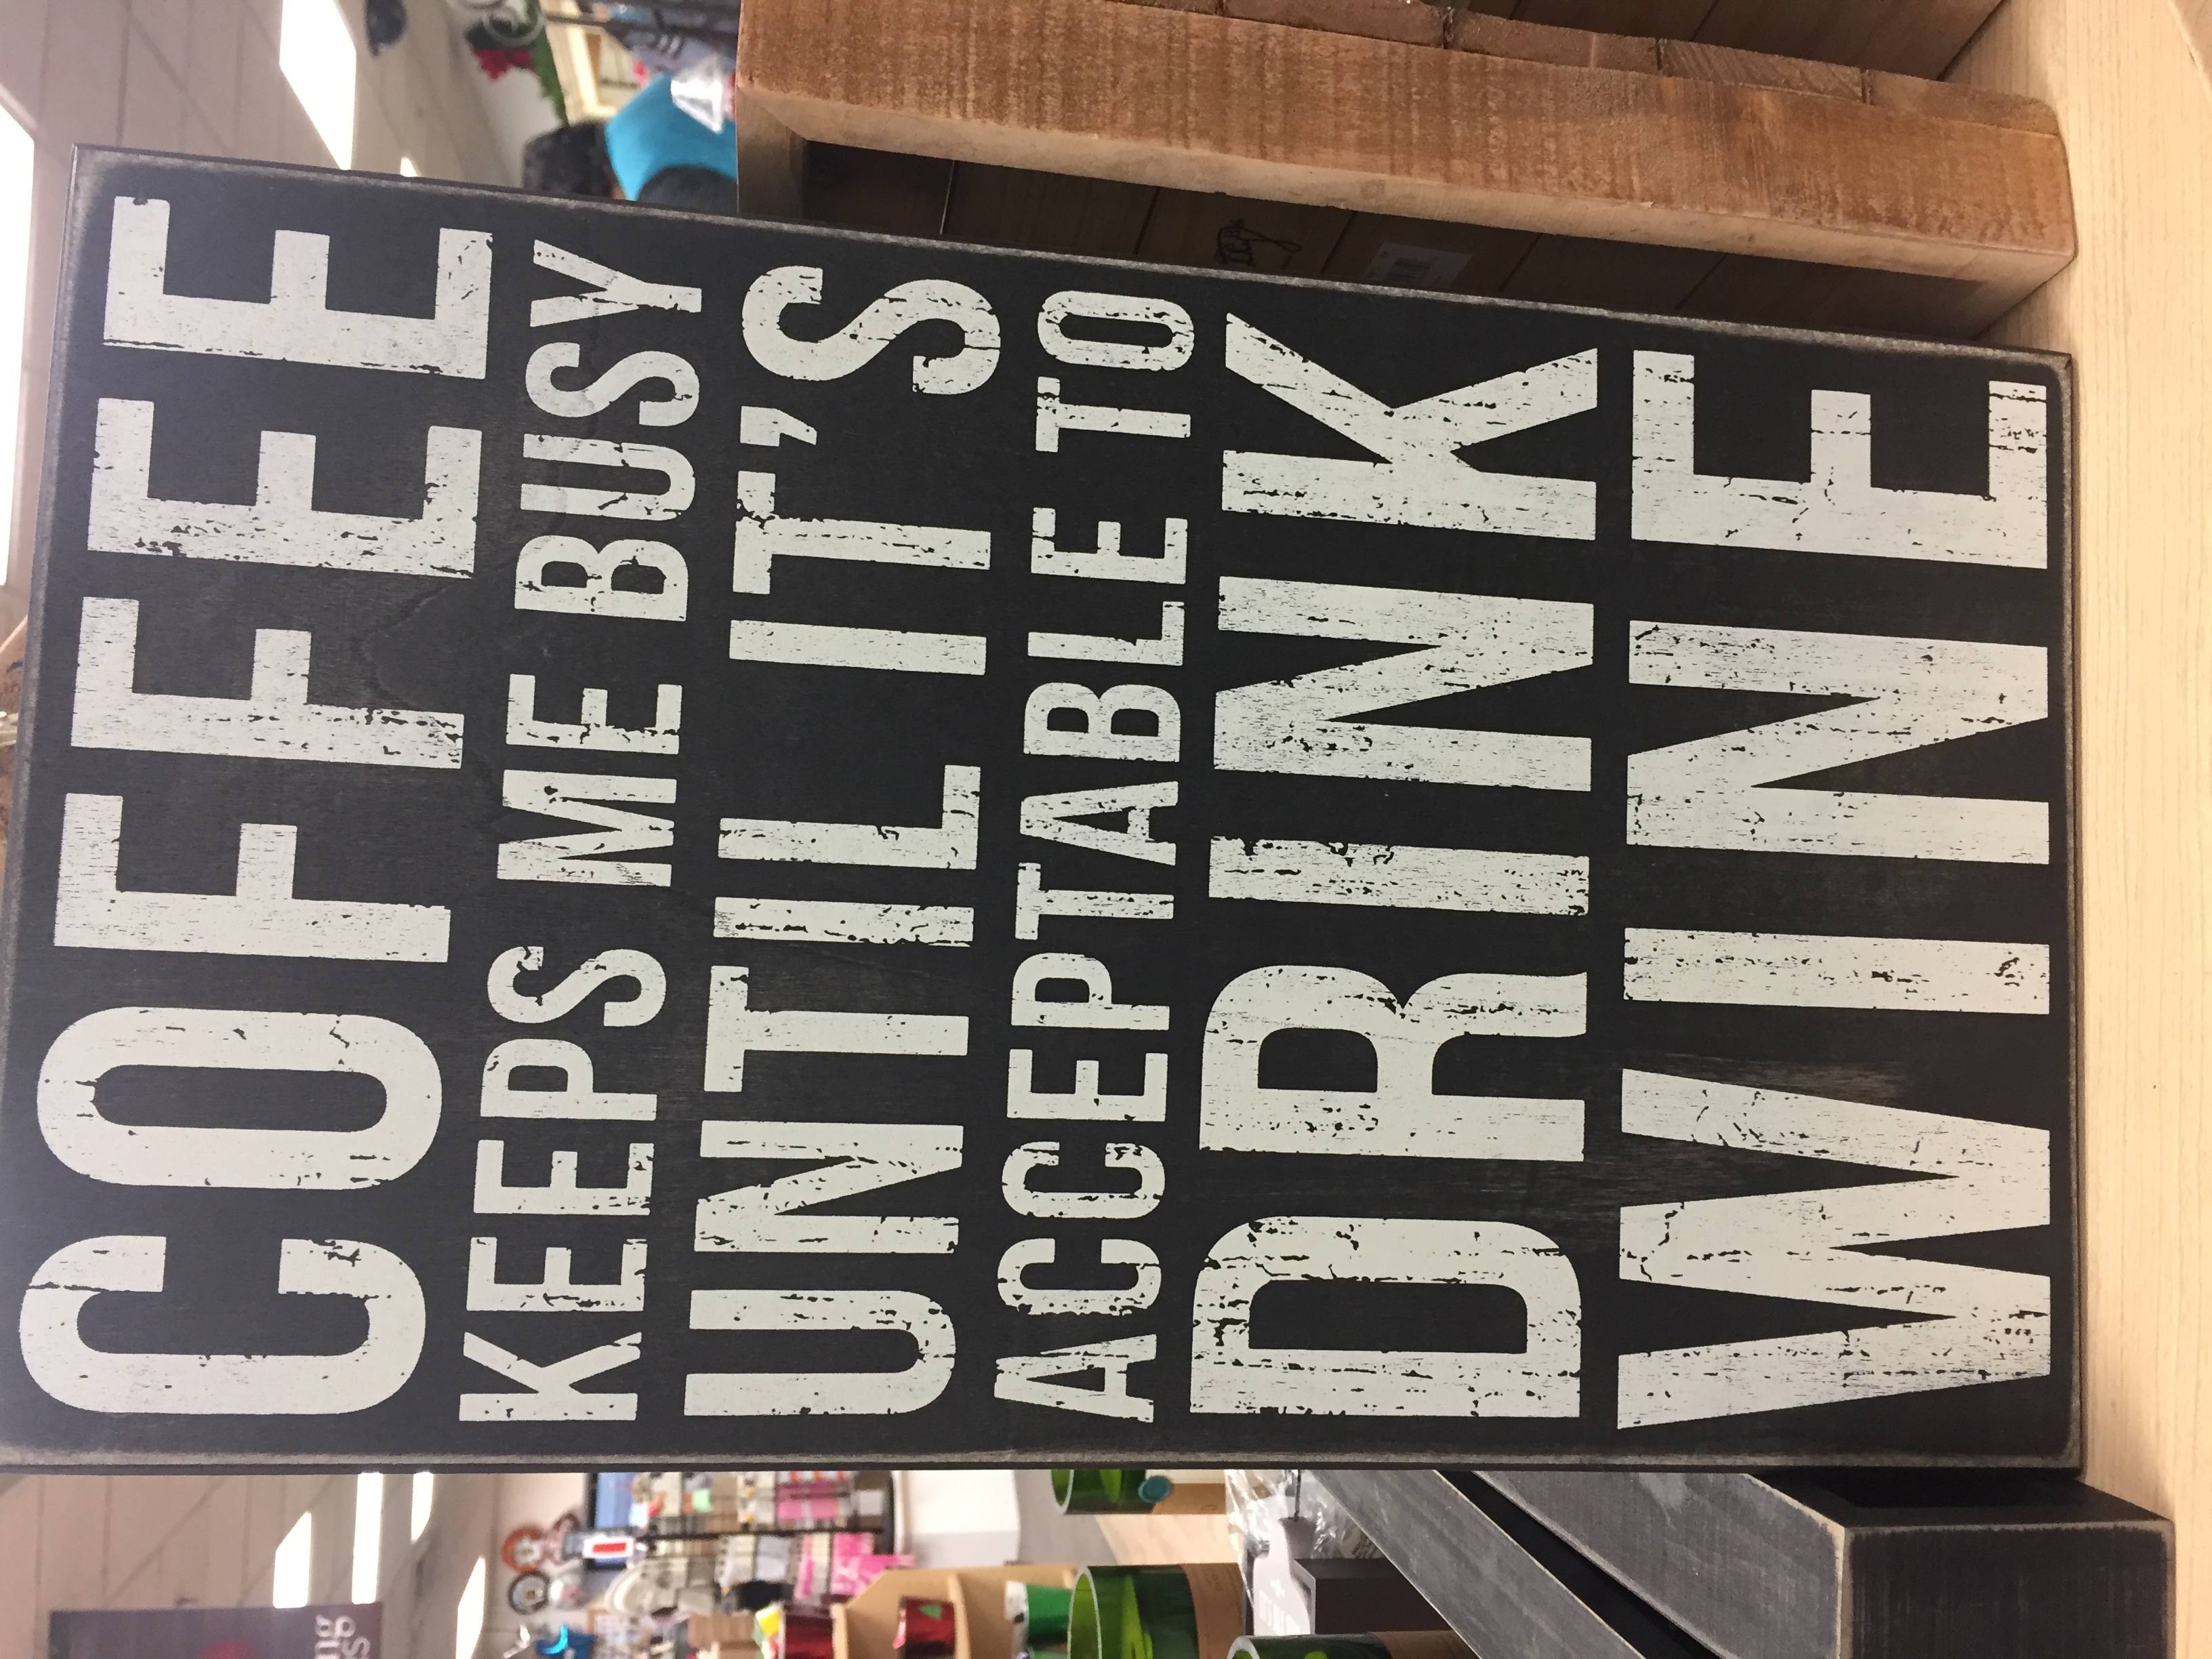 COFFEE
KEEPS ME BUSY
UNTIL IT'S
ACCEPTABLE TO
DRINK
WINE